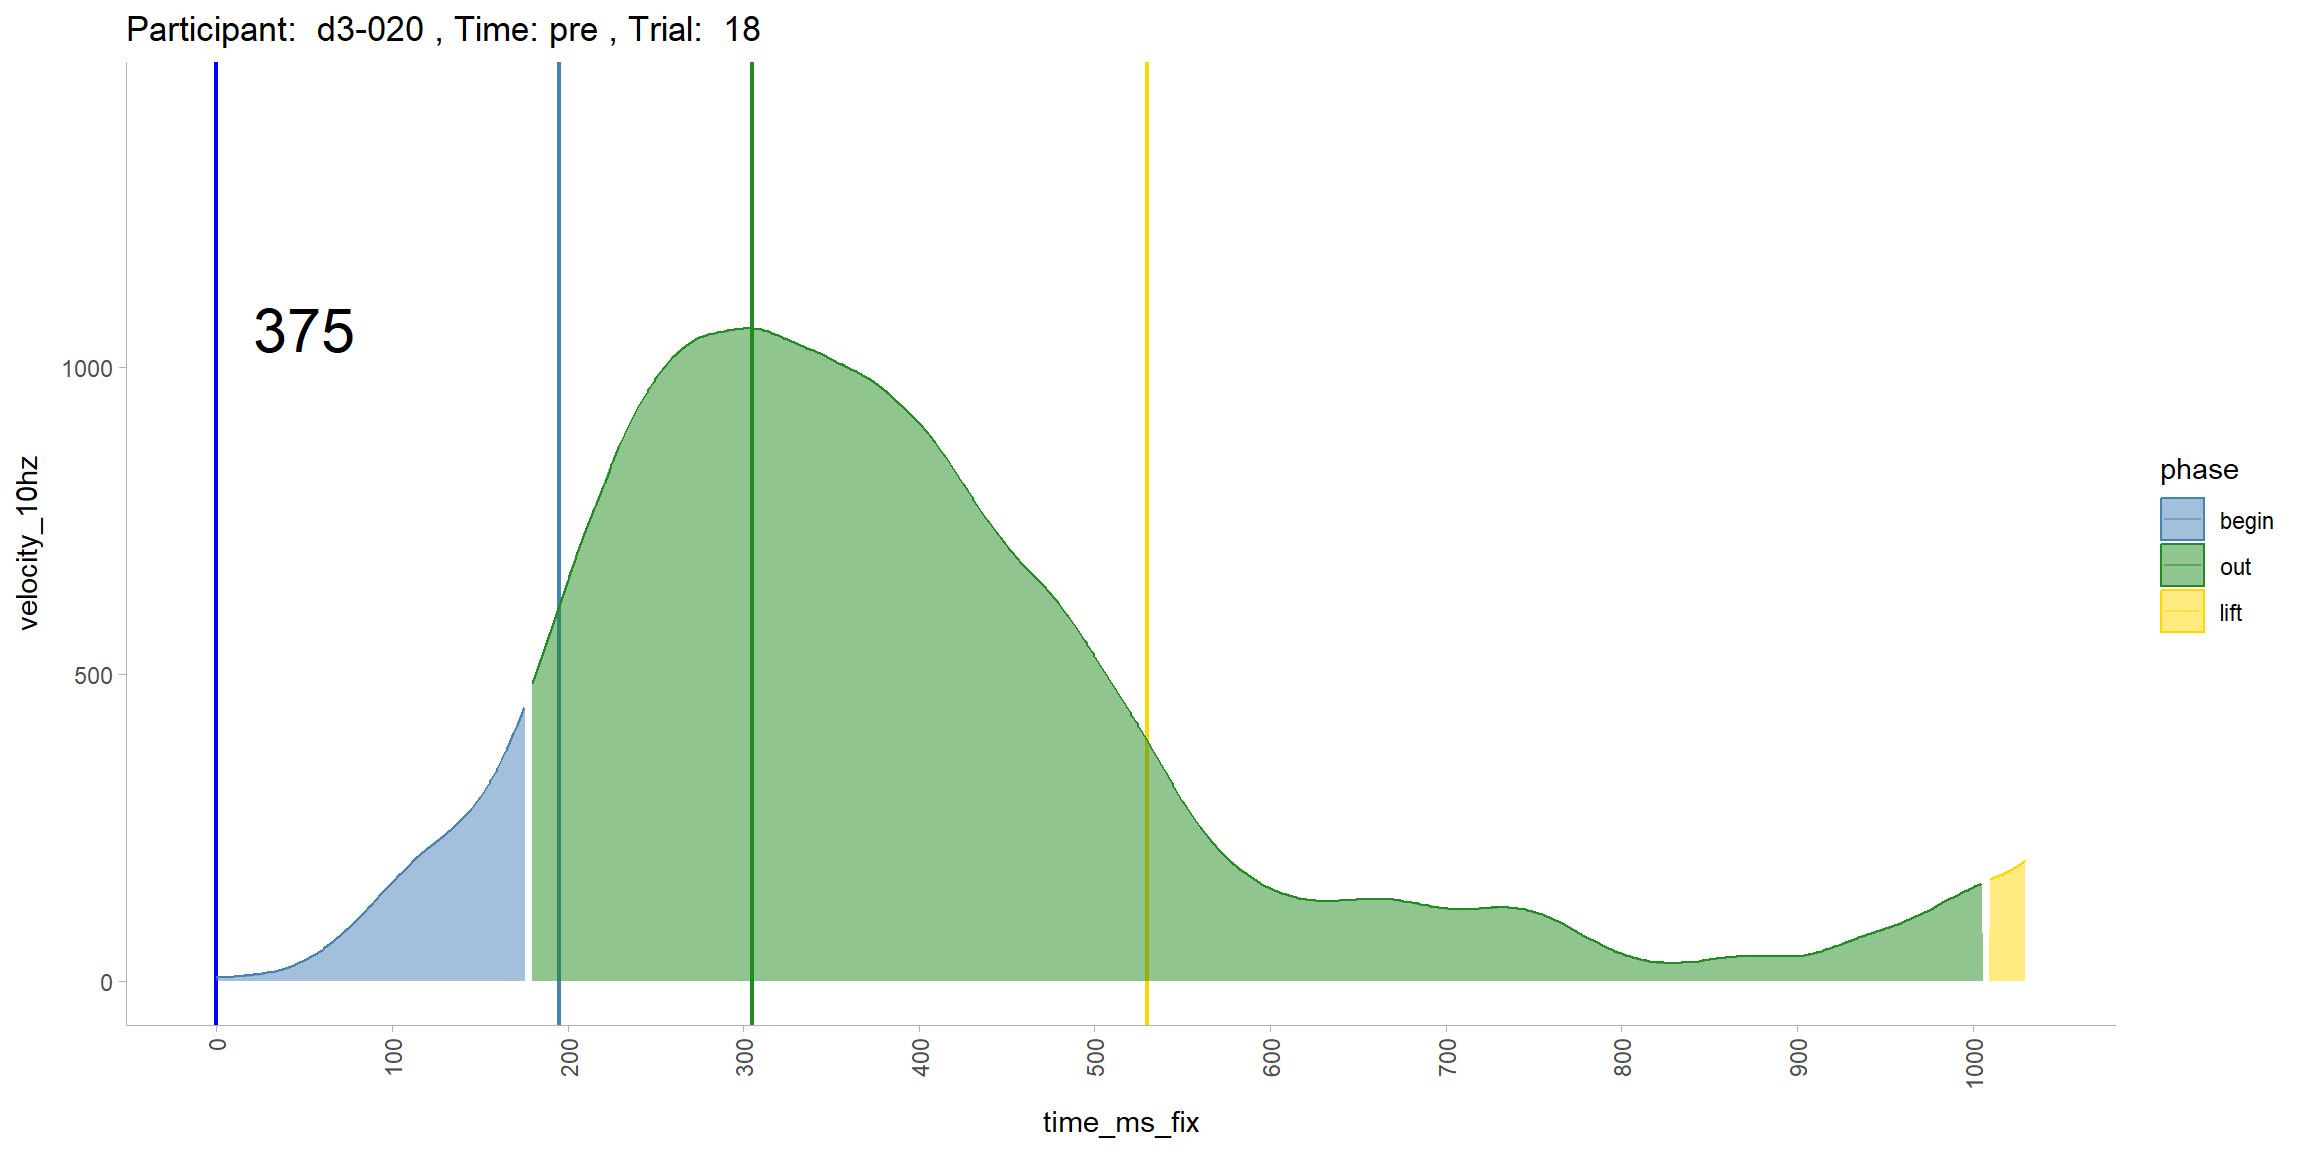 Participant:  d3-020 , Time: pre , Trial:  18
375
1000
500
0
velocity_10hz
0
100
200
300
400
500
600
700
800
900
1000
time_ms_fix
phase
begin
out
lift